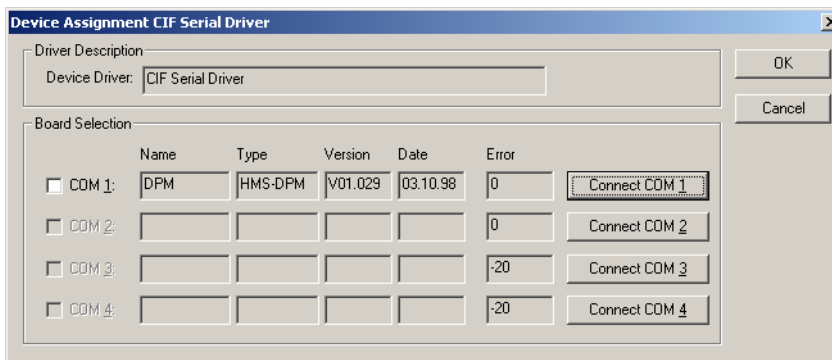 Device Assignment CIF Serial Driver
Driver Description
Device Driver: CIF Serial Driver
OK
Cancel
Board Selection
Name Type Version Date Error
COM 1: DPM HMS-DPM V01.029 03.10.98 0 Connect COM 1
COM 2: 0 Connect COM 2
COM 3: -20 Connect COM 3
COM 4: -20 Connect COM 4